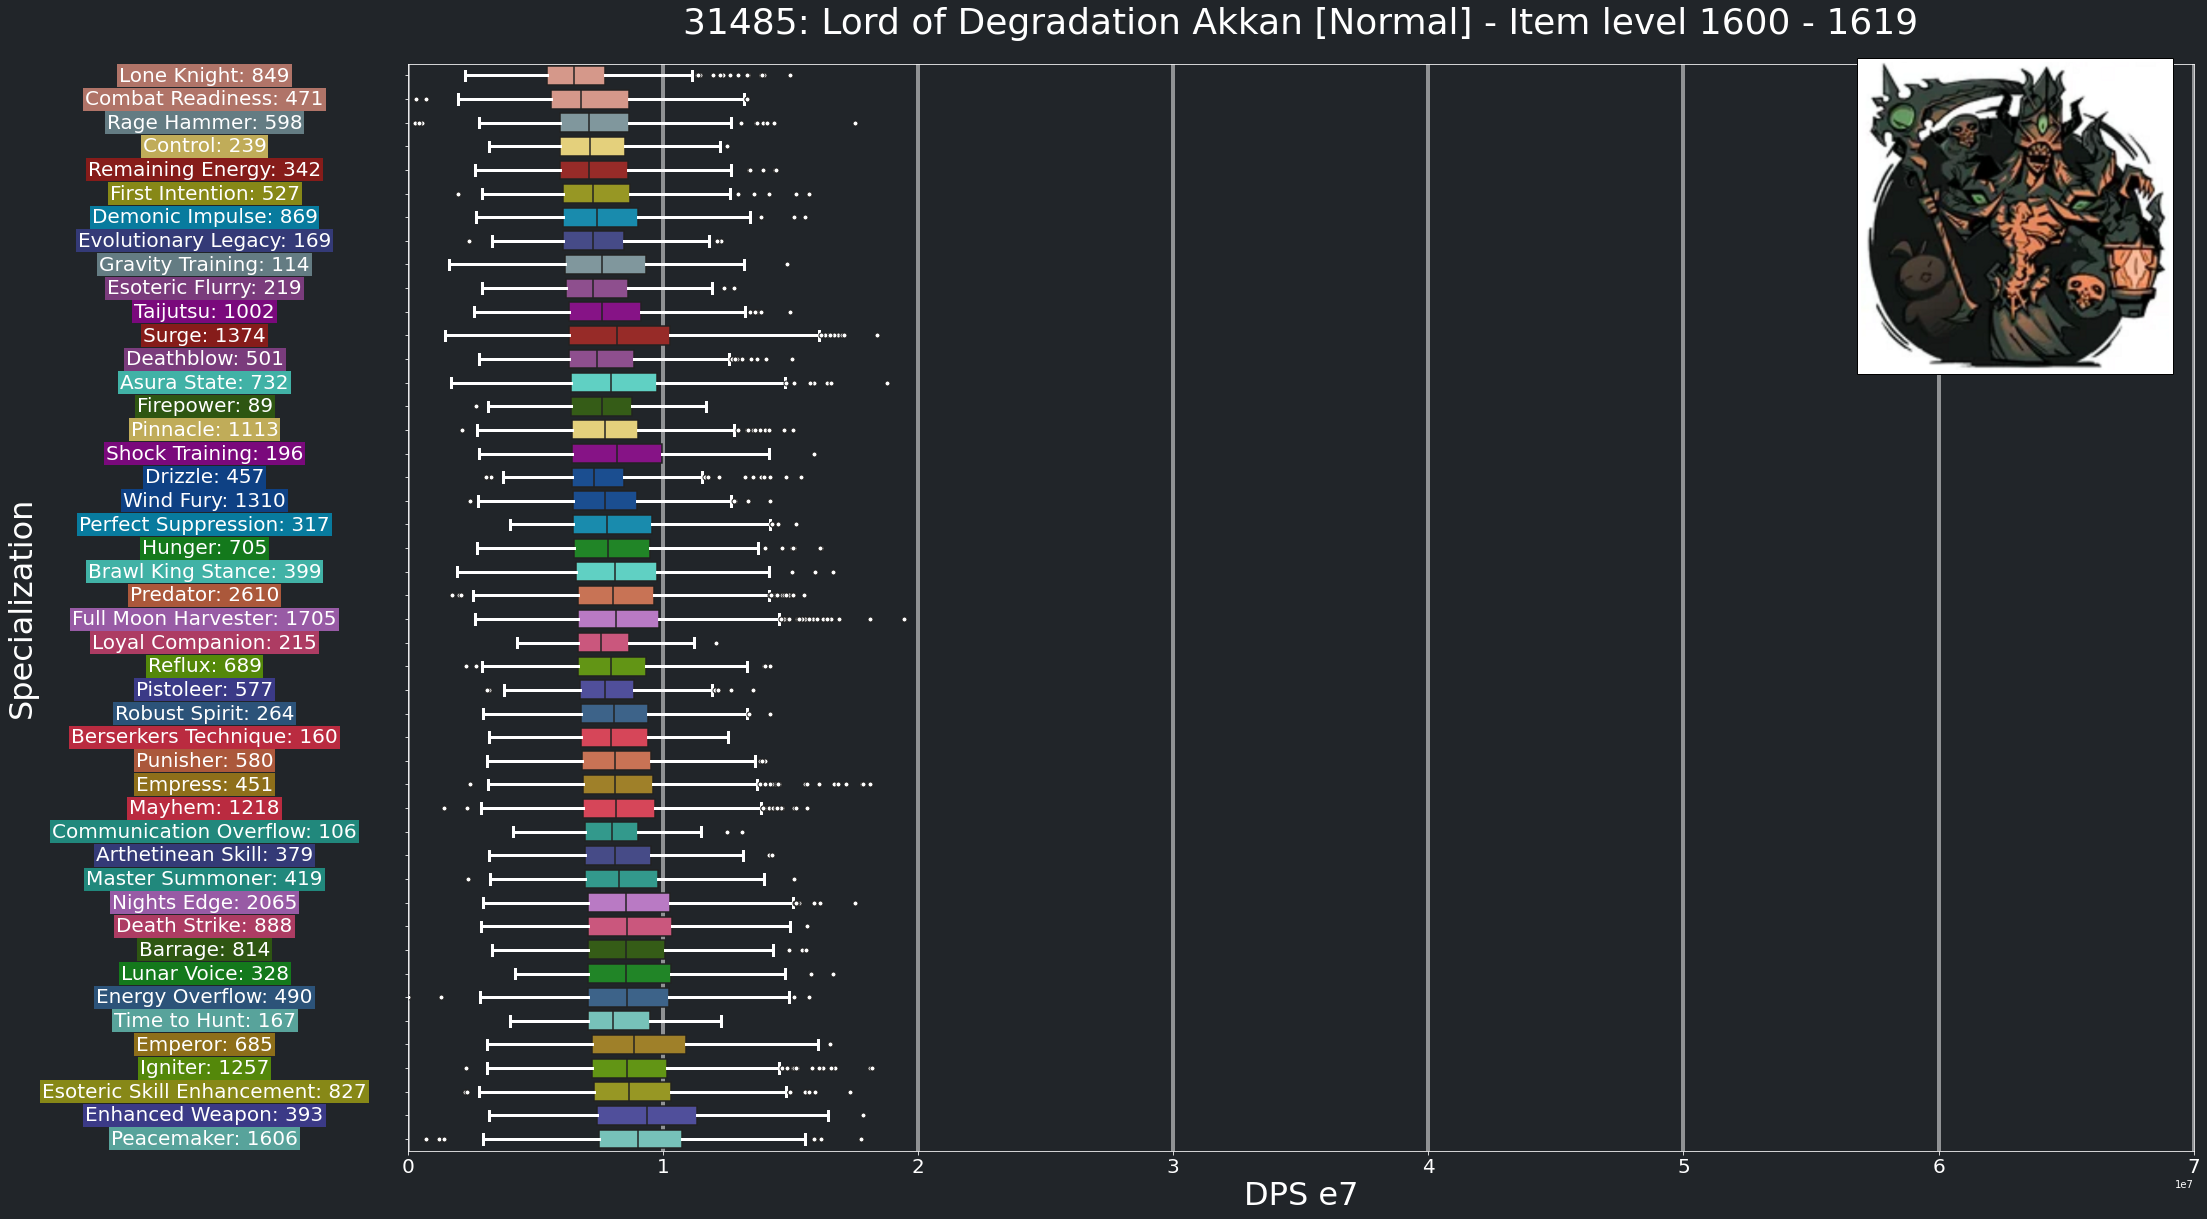 31485: Lord of Degradation Akkan [Normal] - Item level 1600 - 1619
Specialization
Lone Knight: 849
Combat Readiness: 471
Rage Hammer: 598
Control: 239
Remaining Energy: 342
First Intention: 527
Demonic Impulse: 869
Evolutionary Legacy: 169
Gravity Training: 114
Esoteric Flurry: 219
Taijutsu: 1002
Surge: 1374
Deathblow: 501
Asura State: 732
Firepower: 89
Pinnacle: 1113
Shock Training: 196
Drizzle: 457
Wind Fury: 1310
Perfect Suppression: 317
Hunger: 705
Brawl King Stance: 399
Predator: 2610
Full Moon Harvester: 1705
Loyal Companion: 215
Reflux: 689
Pistoleer: 577
Robust Spirit: 264
Berserkers Technique: 160
Punisher: 580
Empress: 451
Mayhem: 1218
Communication Overflow: 106
Arthetinean Skill: 379
Master Summoner: 419
Nights Edge: 2065
Death Strike: 888
Barrage: 814
Lunar Voice: 328
Energy Overflow: 490
Time to Hunt: 167
Emperor: 685
Igniter: 1257
Esoteric Skill Enhancement: 827
Enhanced Weapon: 393
Peacemaker: 1606
0 1 2 3 4 5 6 7
1e7
DPS e7